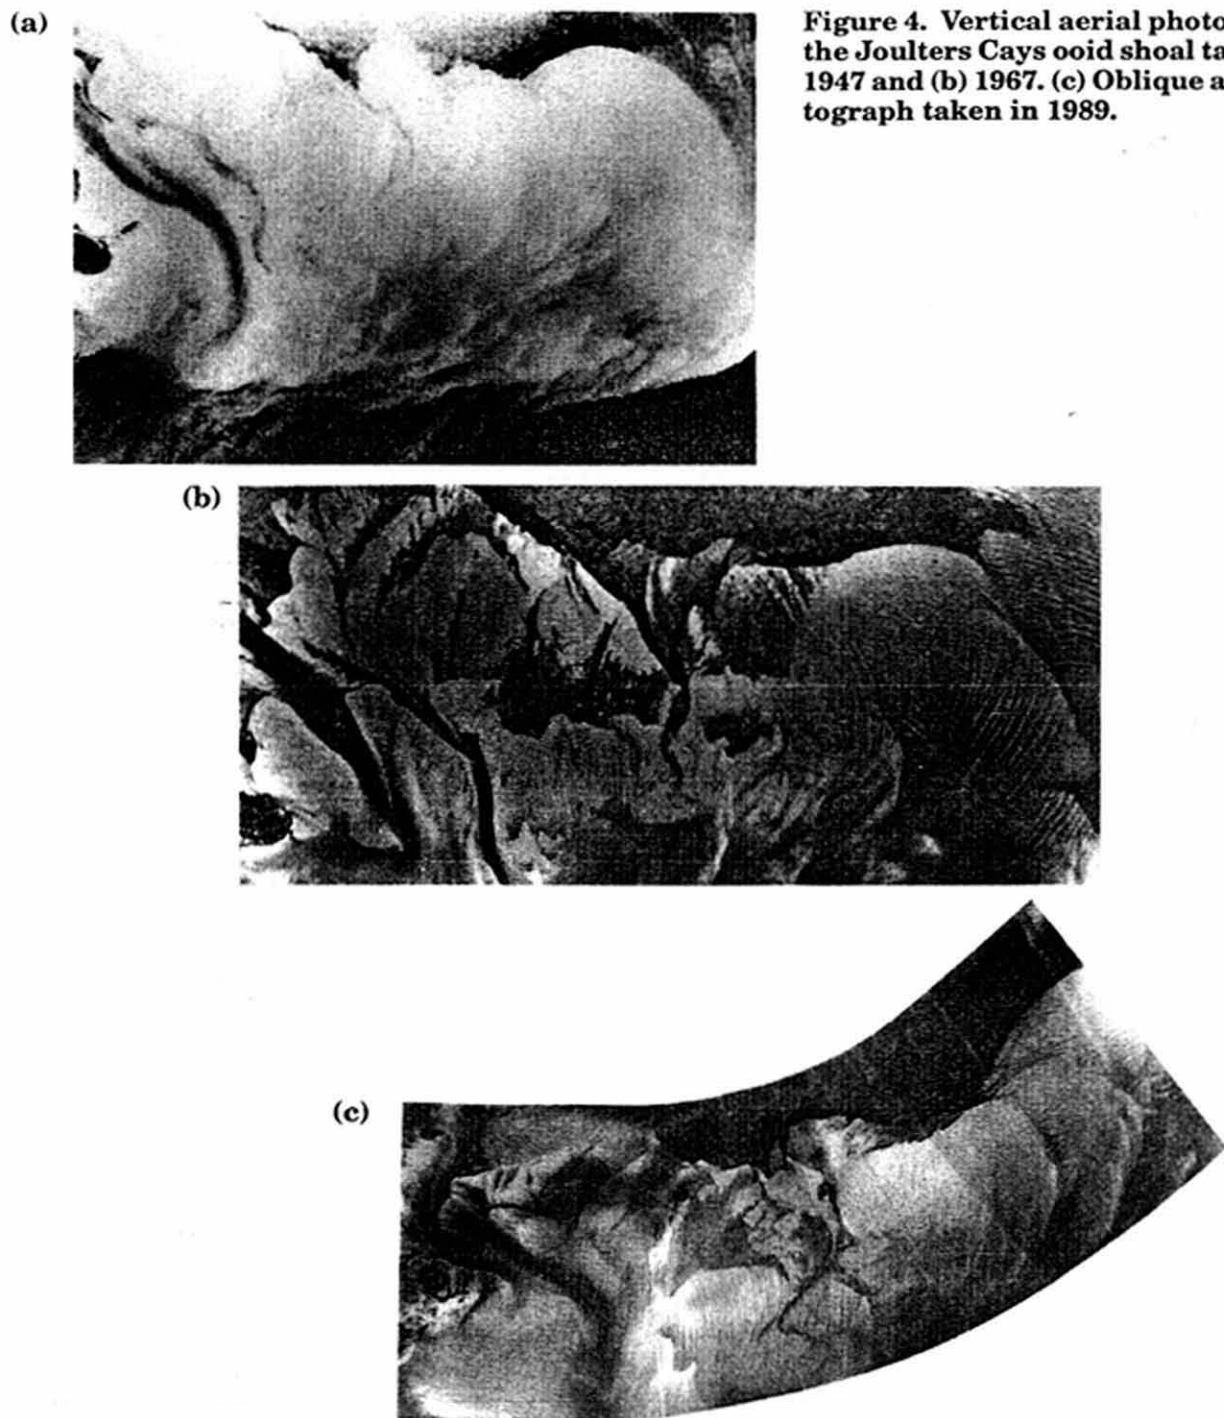 (a)
Figure 4. Vertical aerial photo
the Joulters Cays ooid shoal ta
1947 and (b) 1967. (c) Oblique a
tograph taken in 1989.
(b)
(c)